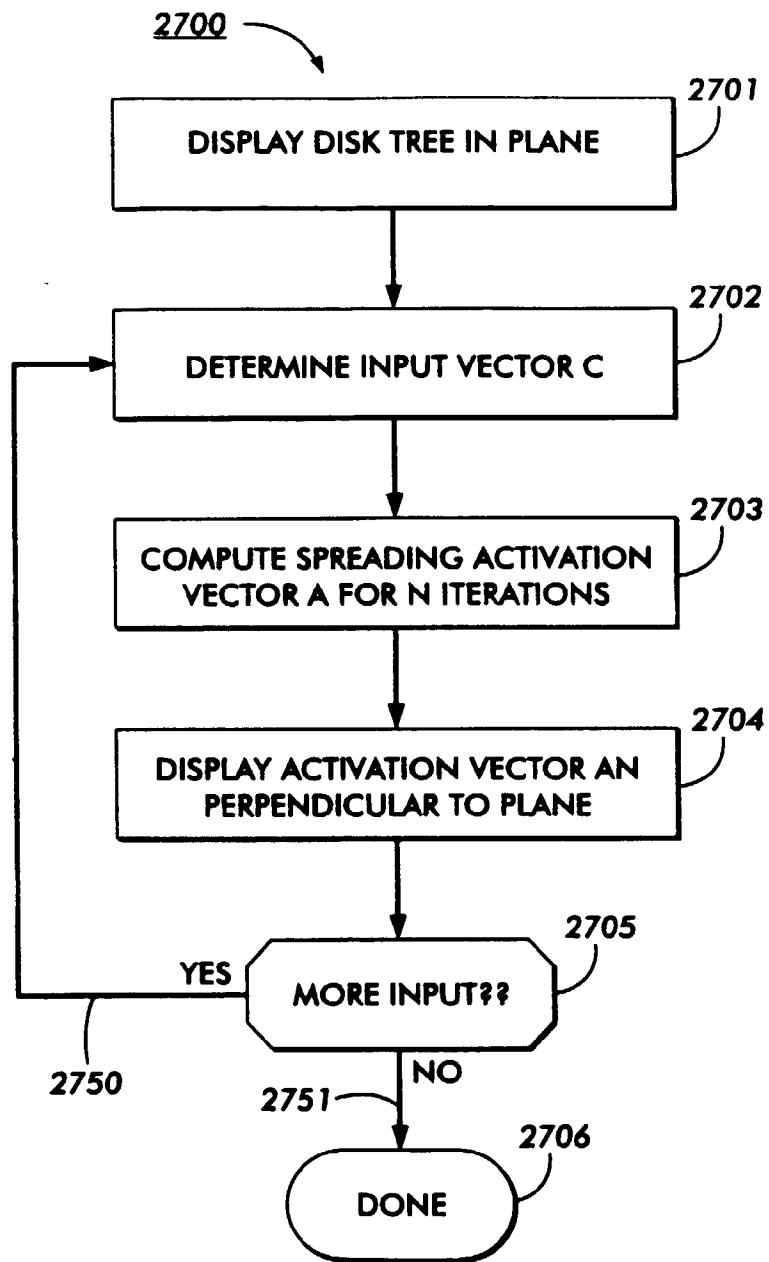 2700
2701
DISPLAY DISK TREE IN PLANE
2702
DETERMINE INPUT VECTOR C
2703
COMPUTE SPREADING ACTIVATION
VECTOR A FOR N ITERATIONS
2704
DISPLAY ACTIVATION VECTOR AN
PERPENDICULAR TO PLANE
2705
YES
MORE INPUT??
2750
NO
2751
2706
DONE